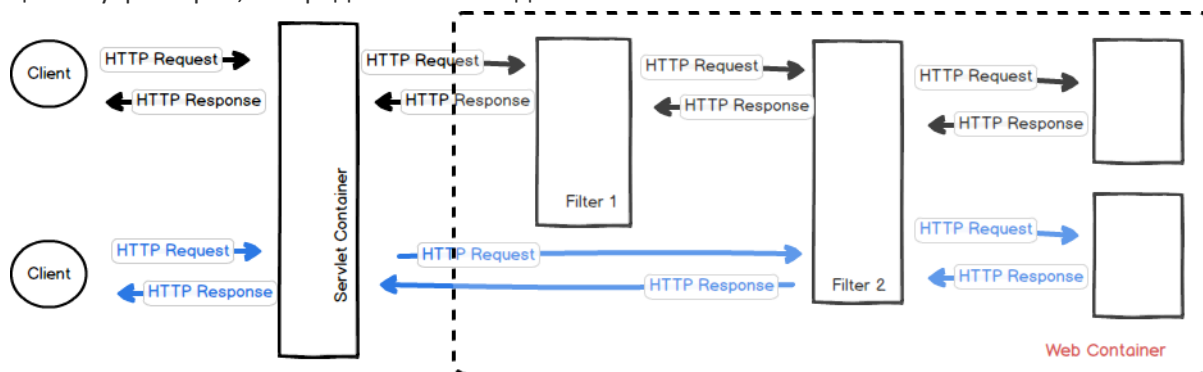 Client
HTTP Request
HTTP Response
Servlet Container
HTTP Request
HTTP Response
Filter 1
HTTP Request
HTTP Response
HTTP Request
HTTP Response
Client
HTTP Request
HTTP Response
HTTP Request
HTTP Response
Filter 2
HTTP Request
HTTP Response
Web Container